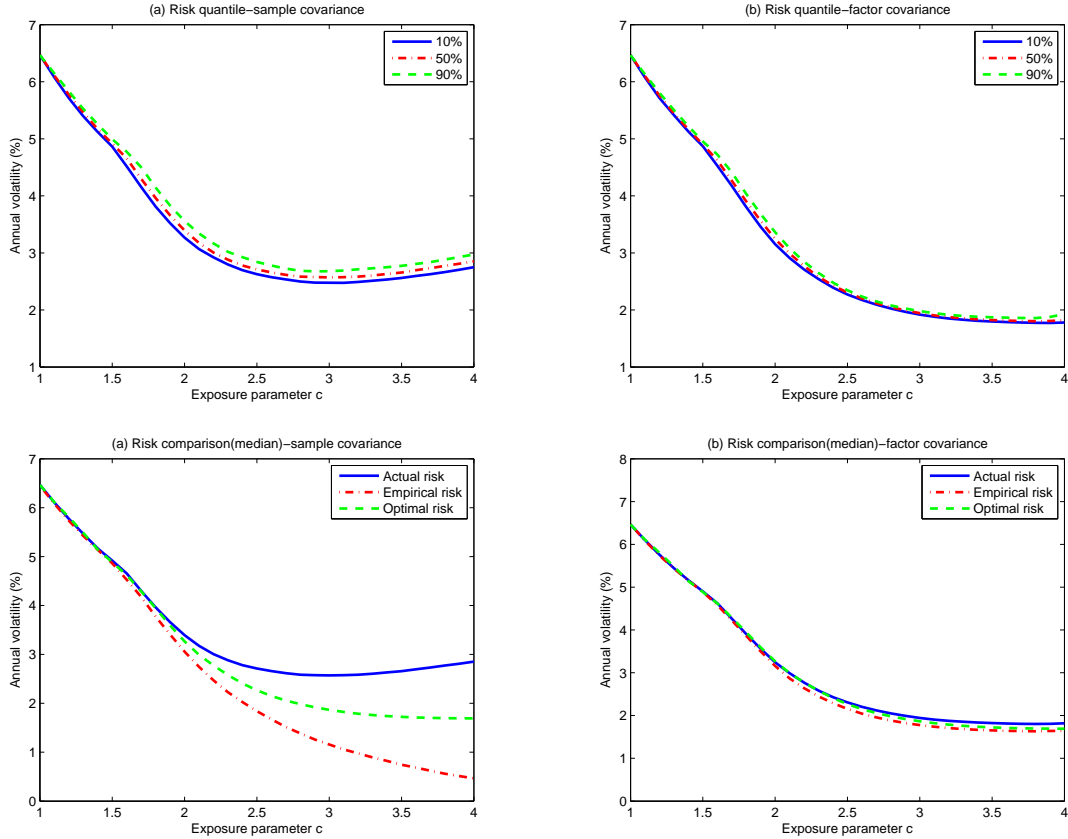 (a) Risk quantile−sample covariance
7
6
5
4
3
2
1
Annual volatility (%)
10%
50%
90%
1 1.5 2 2.5 3 3.5 4
Exposure parameter c
(b) Risk quantile−factor covariance
7
6
5
4
3
2
1
Annual volatility (%)
10%
50%
90%
1 1.5 2 2.5 3 3.5 4
Exposure parameter c
(a) Risk comparison(median)−sample covariance
7
6
5
4
3
2
1
0
Annual volatility (%)
Actual risk
Empirical risk
Optimal risk
1 1.5 2 2.5 3 3.5 4
Exposure parameter c
(b) Risk comparison(median)−factor covariance
8
7
6
5
4
3
2
1
0
Annual volatility (%)
Actual risk
Empirical risk
Optimal risk
1 1.5 2 2.5 3 3.5 4
Exposure parameter c